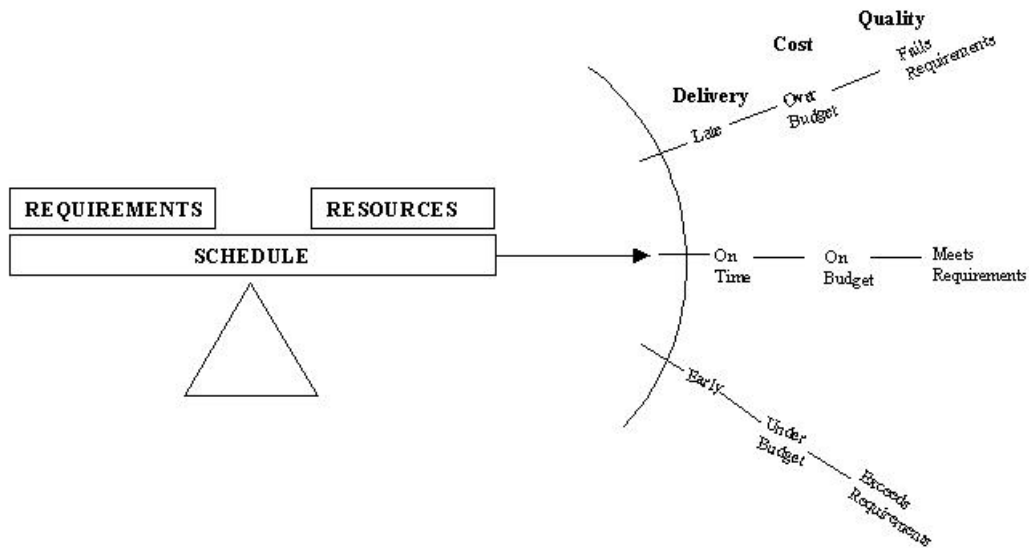 Quality
Cost
Delivery
Fails
Requirements
Over
Budget
Late
REQUIREMENTS
RESOURCES
SCHEDULE
On
Time
On
Budget
Meets
Requirements
Early
Under
Budget
Exceeds
Requirements